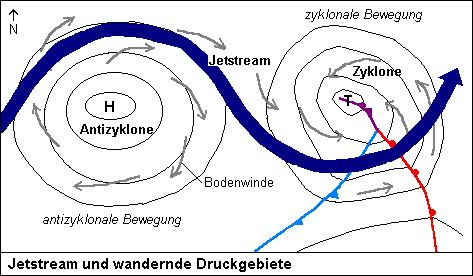 N
zyklonale Bewegung
Jetstream
Zyklone
H
T
Antizyklone
Bodenwinde
antizyklonale Bewegung
Jetstream und wandernde Druckgebiete